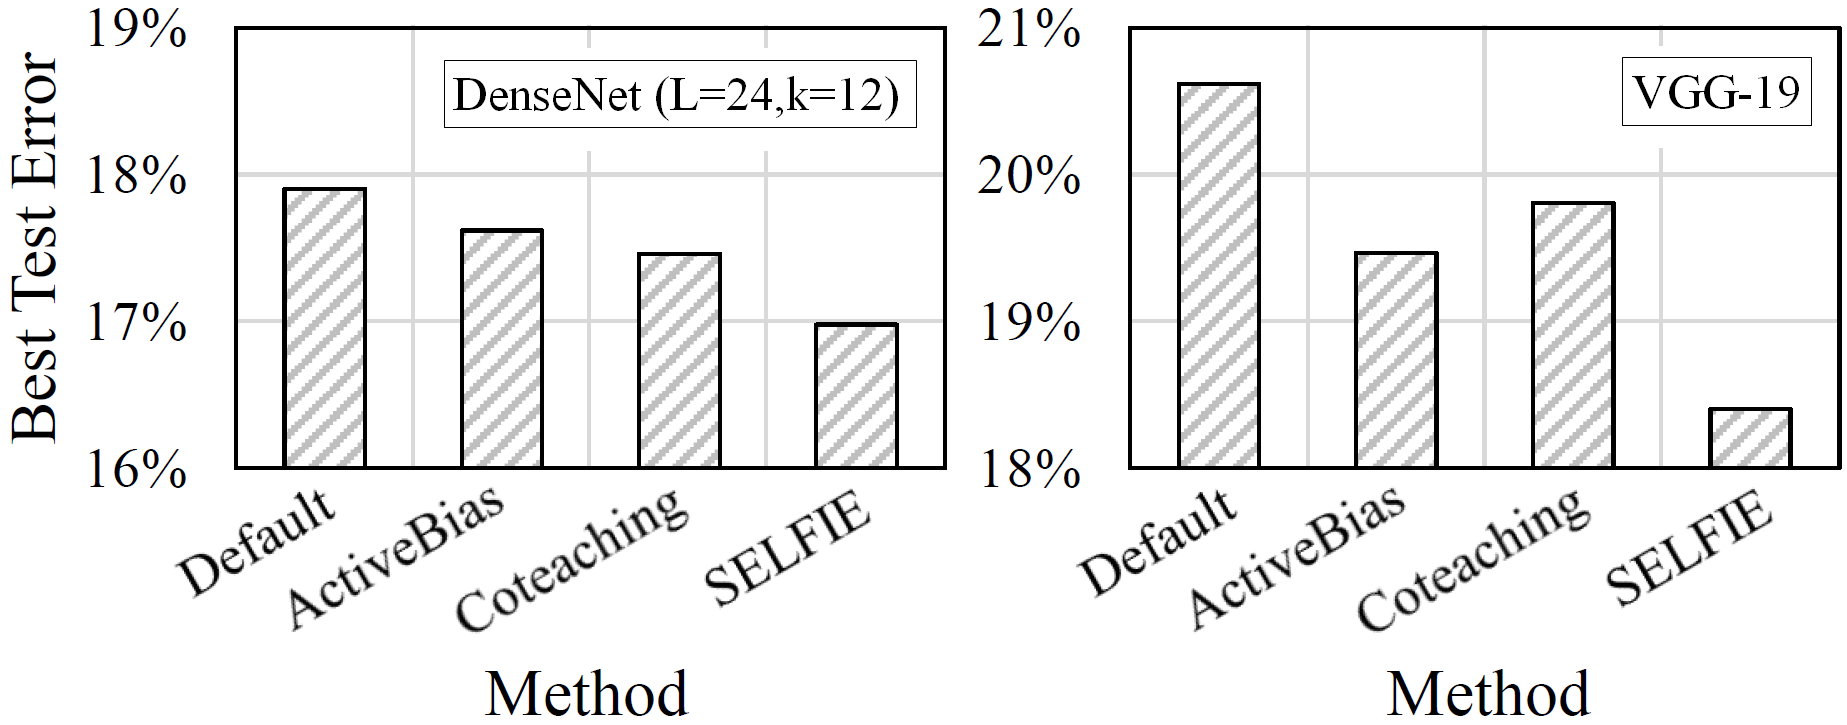 Best Test Error
19%
18%
17%
16%
DenseNet (L=24,k=12)
Default
ActiveBias
Coteaching
SELFIE
Method
21%
20%
19%
18%
VGG-19
Default
ActiveBias
Coteaching
SELFIE
Method